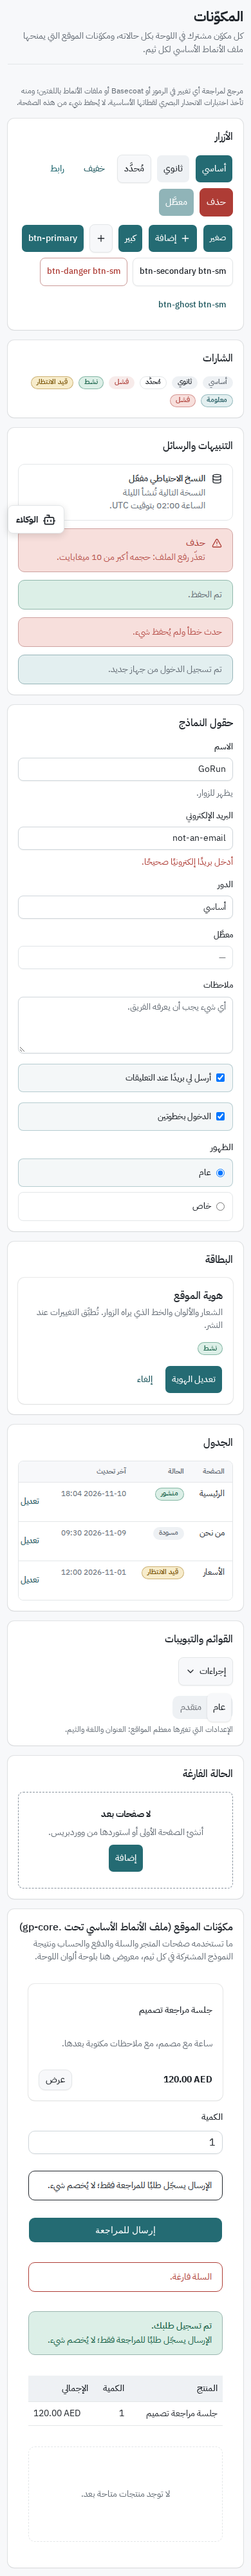 المكوّنات
كل مكوّن مشترك في اللوحة بكل حالاته، ومكوّنات الموقع التي يمنحها
ملف الأنماط الأساسي لكل ثيم.
مرجع لمراجعة أي تغيير في الرموز أو Basecoat أو ملفات الأنماط باللغتين؛ ومنه
تأخذ اختبارات الانحدار البصري لقطاتها الأساسية. لا يُحفظ شيء من هذه الصفحة.
الأزرار
أساسي
ثانوي
مُحدَّد
خفيف
رابط
حذف
معطَّل
صغير
إضافة
كبير
btn-primary
btn-secondary btn-sm
btn-danger btn-sm
btn-ghost btn-sm
الشارات
أساسي
ثانوي
مُحدَّد
فشل
نشط
قيد الانتظار
معلومة
فشل
التنبيهات والرسائل
النسخ الاحتياطي مفعّل
النسخة التالية تُنشأ الليلة
الساعة 02:00 بتوقيت UTC.
الوكلاء
حذف
تعذّر رفع الملف: حجمه أكبر من 10 ميغابايت.
تم الحفظ.
حدث خطأ ولم يُحفظ شيء.
تم تسجيل الدخول من جهاز جديد.
حقول النماذج
الاسم
GoRun
يظهر للزوار.
البريد الإلكتروني
not-an-email
أدخل بريدًا إلكترونيًا صحيحًا.
الدور
أساسي
معطَّل
—
ملاحظات
أي شيء يجب أن يعرفه الفريق.
أرسل لي بريدًا عند التعليقات
الدخول بخطوتين
الظهور
عام
خاص
البطاقة
هوية الموقع
الشعار والألوان والخط الذي يراه الزوار. تُطبَّق التغييرات عند
النشر.
نشط
تعديل الهوية
إلغاء
الجدول
الصفحة
الحالة
آخر تحديث
الرئيسية
منشور
2026-11-10 18:04
تعديل
من نحن
مسودة
2026-11-09 09:30
تعديل
الأسعار
قيد الانتظار
2026-11-01 12:00
تعديل
القوائم والتبويبات
إجراءات
عام
متقدم
الإعدادات التي تغيّرها معظم المواقع: العنوان واللغة والثيم.
الحالة الفارغة
لا صفحات بعد
أنشئ الصفحة الأولى أو استوردها من ووردبريس.
إضافة
مكوّنات الموقع (ملف الأنماط الأساسي تحت .gp-core)
ما تستخدمه صفحات المتجر والسلة والدفع والحساب ونتيجة
النموذج المشتركة في كل ثيم، معروض هنا بلوحة ألوان اللوحة.
جلسة مراجعة تصميم
ساعة مع مصمم، مع ملاحظات مكتوبة بعدها.
120.00 AED
عرض
الكمية
1
الإرسال يسجّل طلبًا للمراجعة فقط؛ لا يُخصم شيء.
إرسال للمراجعة
السلة فارغة.
تم تسجيل طلبك.
الإرسال يسجّل طلبًا للمراجعة فقط؛ لا يُخصم شيء.
المنتج
الكمية
الإجمالي
جلسة مراجعة تصميم
1
120.00 AED
لا توجد منتجات متاحة بعد.